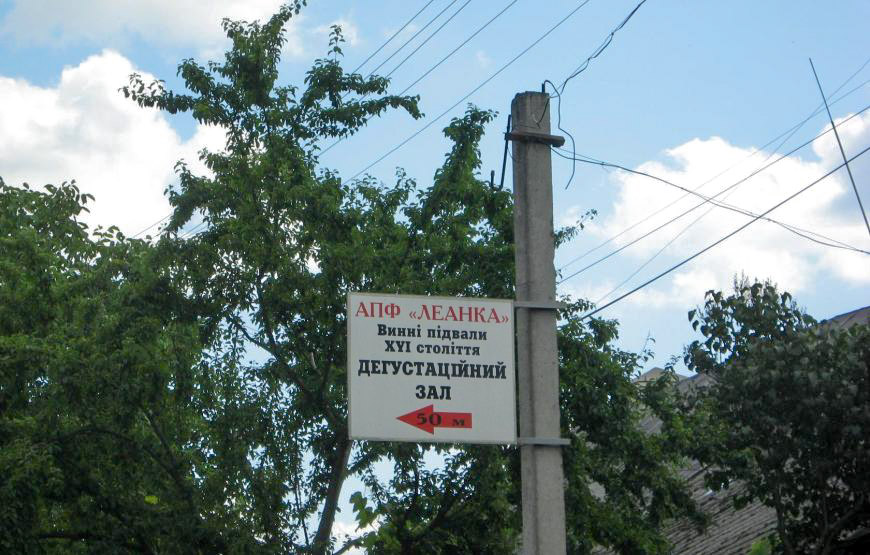 АПФ «ЛЕАНКА»
Винні підвали
XYI століття
ДЕГУСТАЦІЙНИЙ
ЗАЛ
50 м